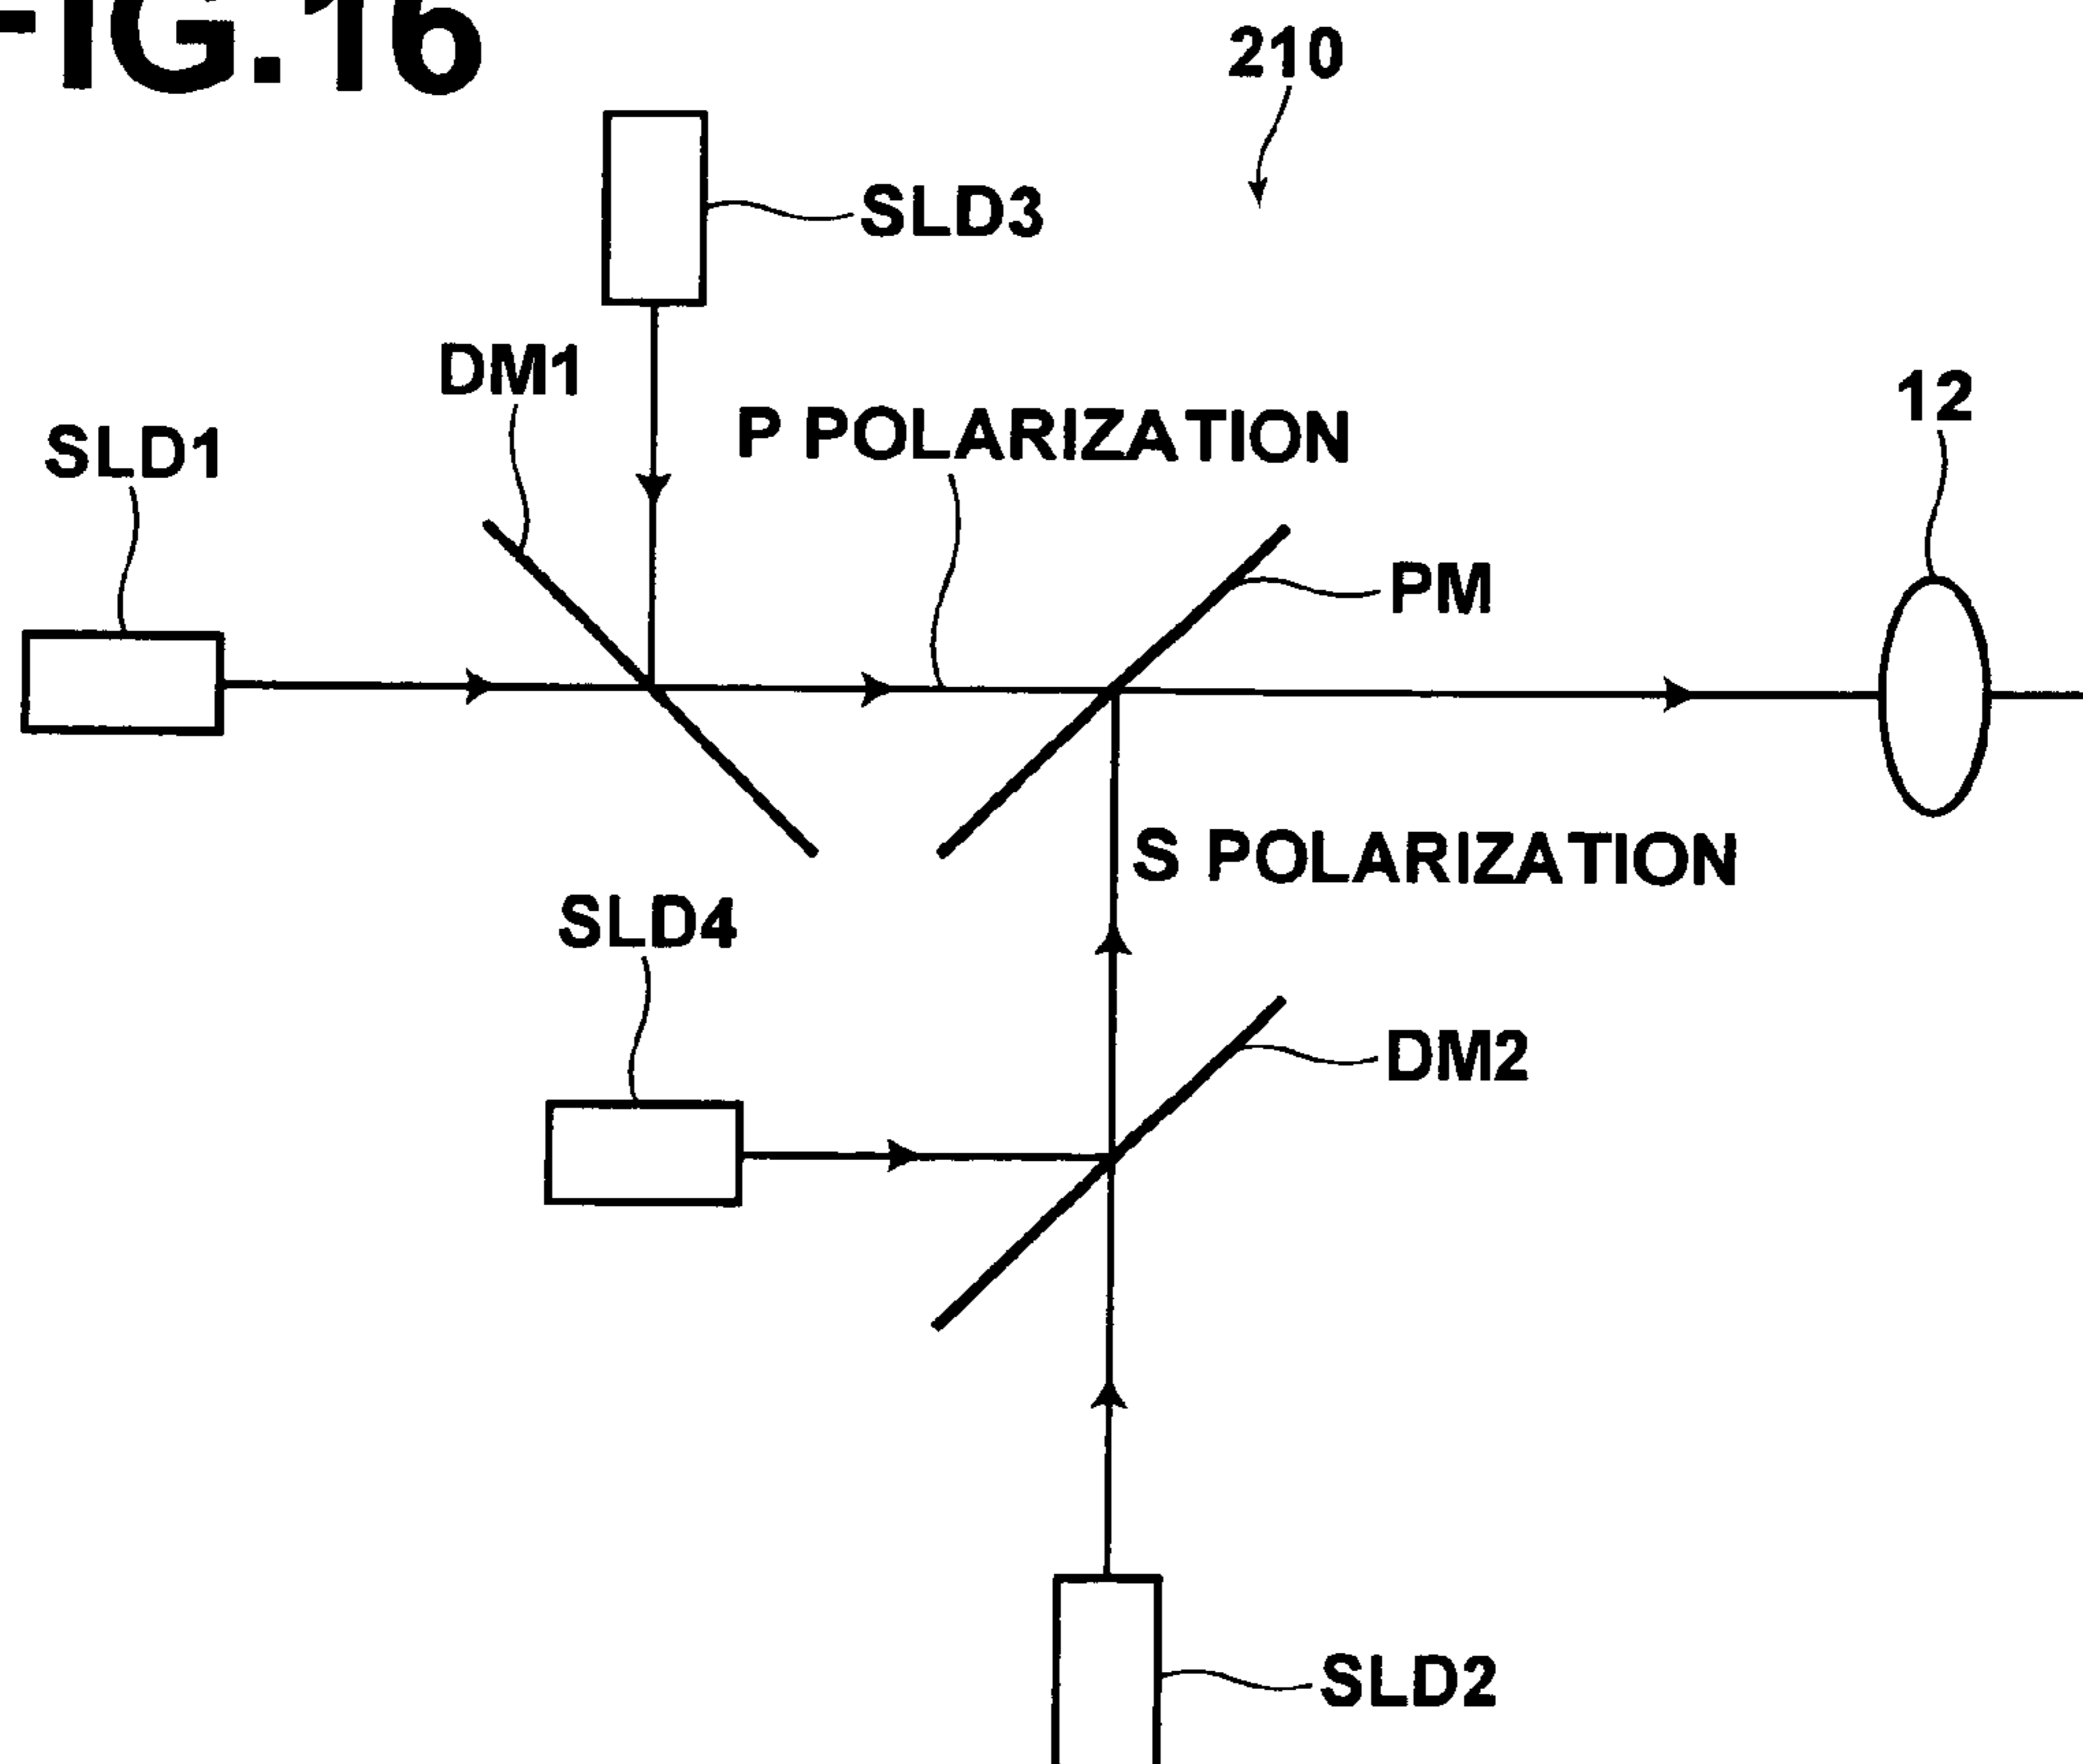 FIG.16
210
SLD3
DM1
P POLARIZATION
12
SLD1
PM
S POLARIZATION
SLD4
DM2
SLD2